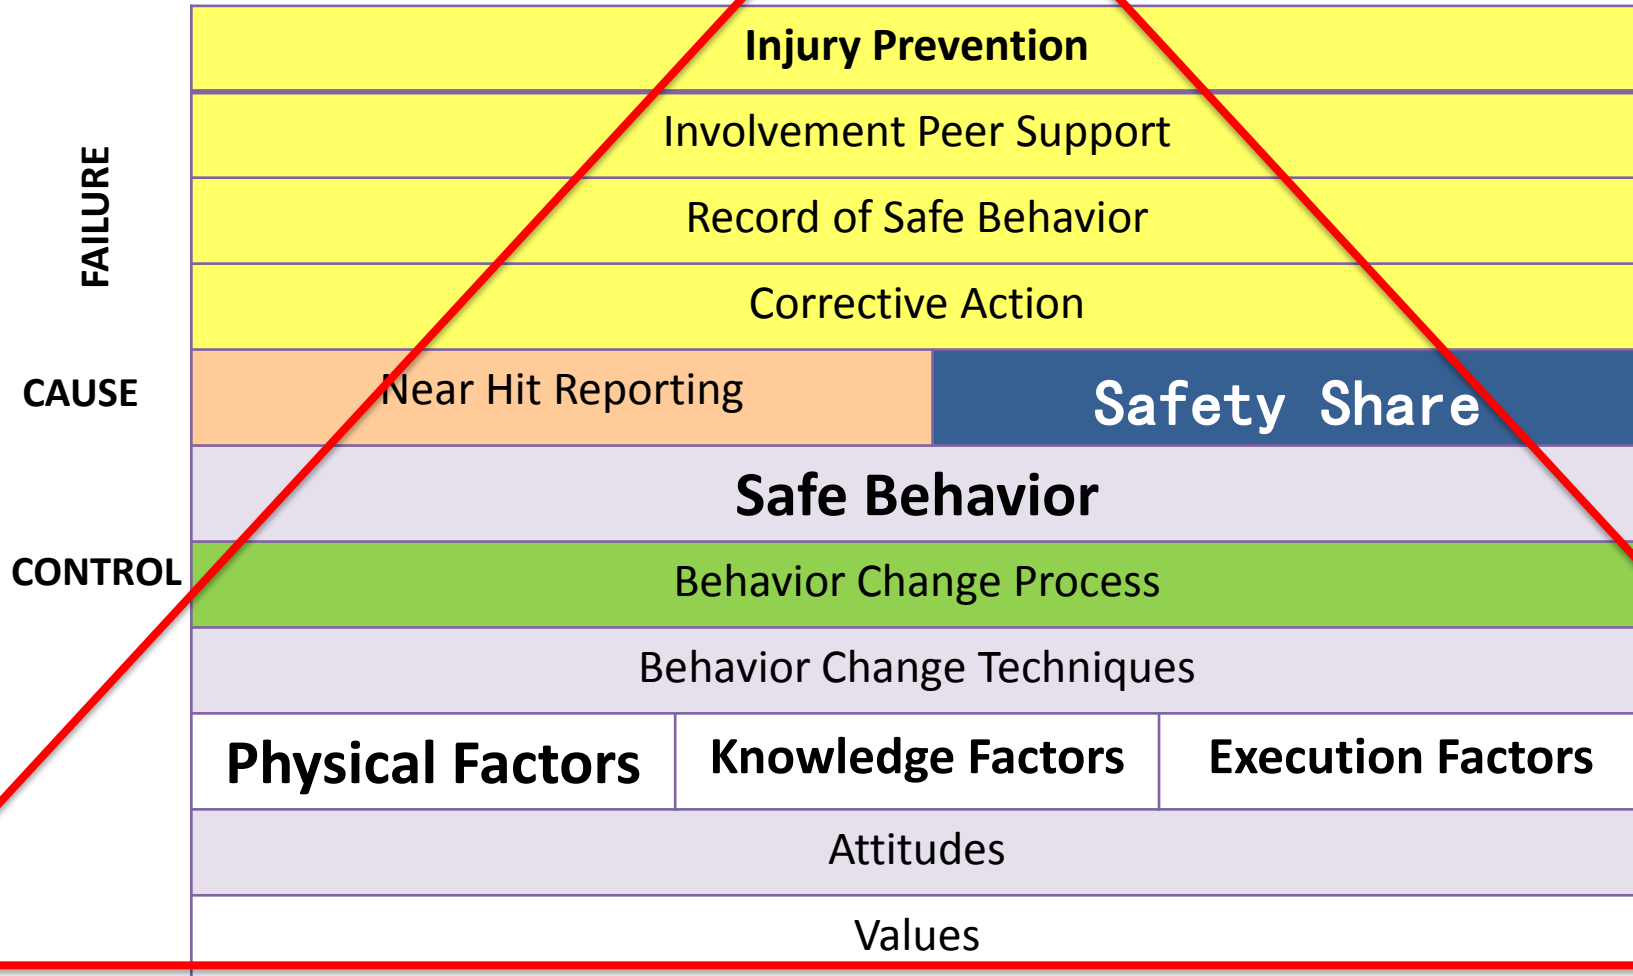 Injury Prevention
Involvement Peer Support
FAILURE
Record of Safe Behavior
Corrective Action
CAUSE
Near Hit Reporting
Safety Share
Safe Behavior
CONTROL
Behavior Change Process
Behavior Change Techniques
Physical Factors
Knowledge Factors
Execution Factors
Attitudes
Values